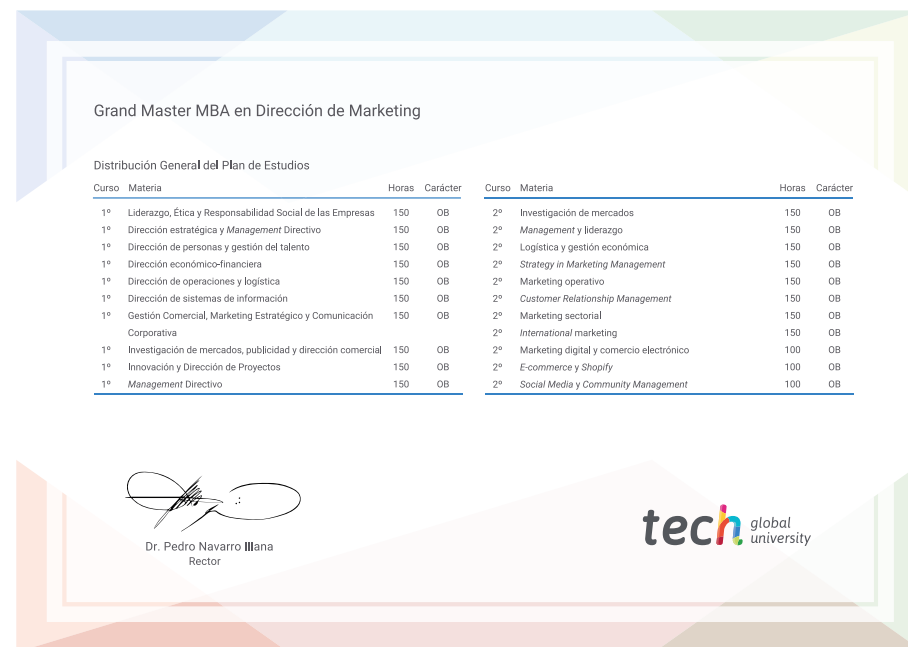 Grand Master MBA en Dirección de Marketing
Distribución General del Plan de Estudios
Curso Materia Horas Carácter
1º Liderazgo, Ética y Responsabilidad Social de las Empresas 150 OB
1º Dirección estratégica y Management Directivo 150 OB
1º Dirección de personas y gestión del talento 150 OB
1º Dirección económico-financiera 150 OB
1º Dirección de operaciones y logística 150 OB
1º Dirección de sistemas de información 150 OB
1º Gestión Comercial, Marketing Estratégico y Comunicación 150 OB
Corporativa
1º Investigación de mercados, publicidad y dirección comercial 150 OB
1º Innovación y Dirección de Proyectos 150 OB
1º Management Directivo 150 OB
Curso Materia Horas Carácter
2º Investigación de mercados 150 OB
2º Management y liderazgo 150 OB
2º Logística y gestión económica 150 OB
2º Strategy in Marketing Management 150 OB
2º Marketing operativo 150 OB
2º Customer Relationship Management 150 OB
2º Marketing sectorial 150 OB
2º International marketing 150 OB
2º Marketing digital y comercio electrónico 100 OB
2º E-commerce y Shopify 100 OB
2º Social Media y Community Management 100 OB
Dr. Pedro Navarro Illana
Rector
tech global
university